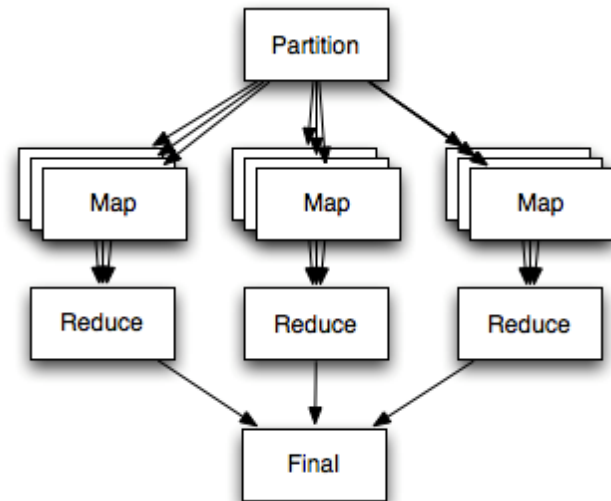 Partition
Map
Map
Map
Reduce
Reduce
Reduce
Final